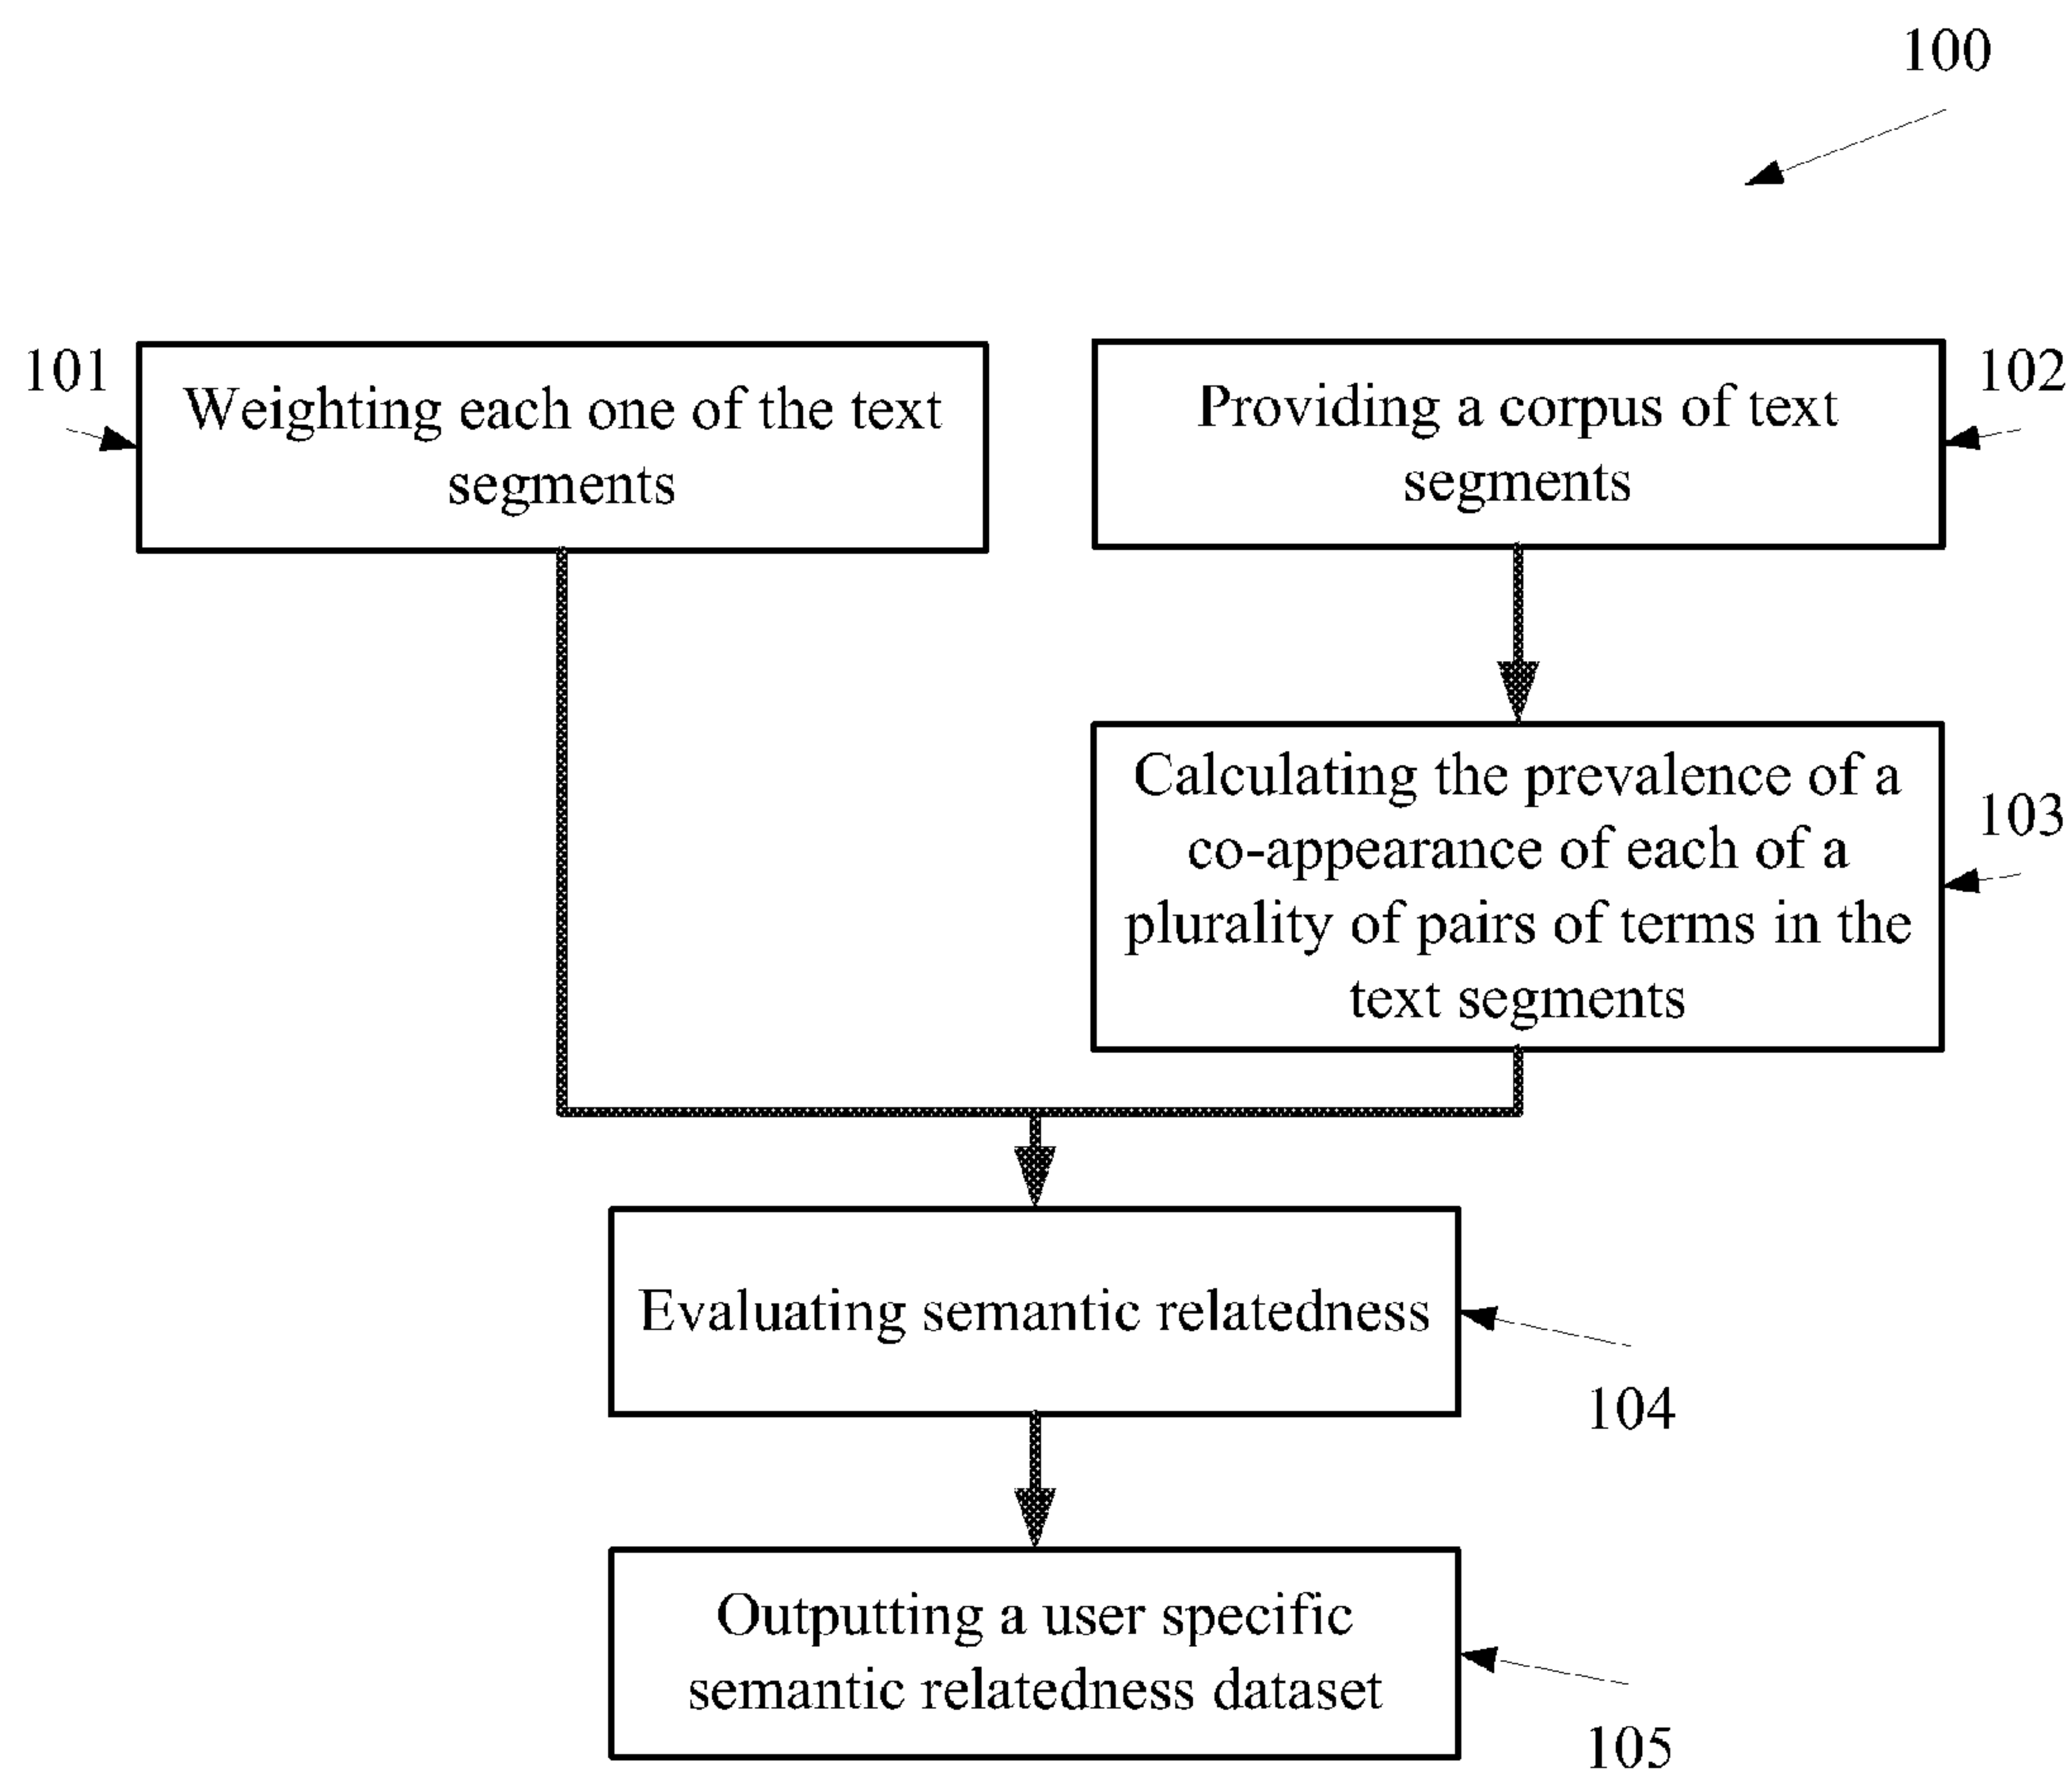 100
101
Weighting each one of the text
segments
102
Providing a corpus of text
segments
103
Calculating the prevalence of a
co-appearance of each of a
plurality of pairs of terms in the
text segments
Evaluating semantic relatedness
104
Outputting a user specific
semantic relatedness dataset
105